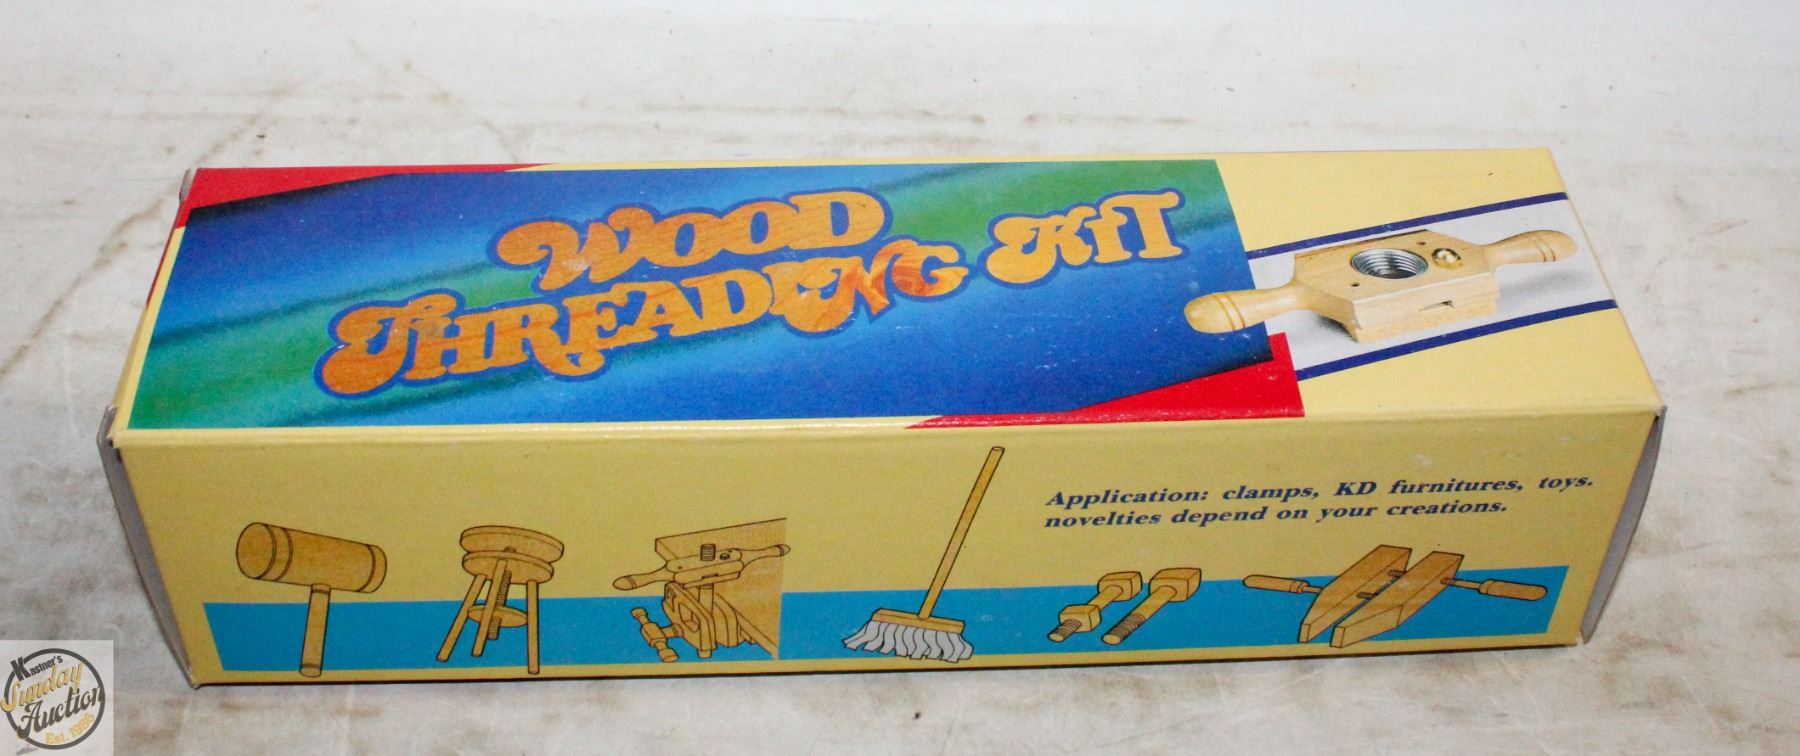 WOOD
THREADING KIT
Application: clamps, KD furnitures, toys.
novelties depend on your creations.
Kastner's
Sunday
Auction
Est. 1986